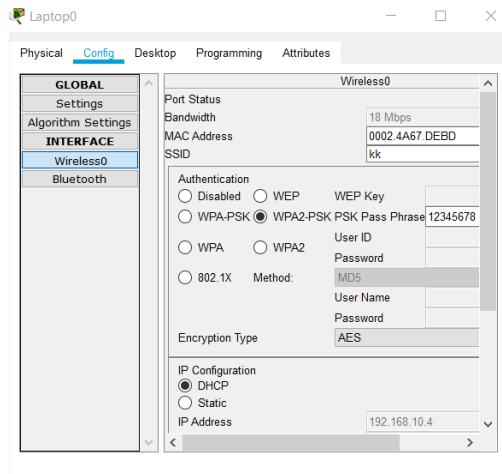 Laptop0
Physical Config Desktop Programming Attributes
GLOBAL
Settings
Algorithm Settings
INTERFACE
Wireless0
Bluetooth
Wireless0
Port Status
Bandwidth 18 Mbps
MAC Address 0002.4A67.DEBD
SSID kk
Authentication
Disabled WEP WEP Key
WPA-PSK WPA2-PSK PSK Pass Phrase 12345678
WPA WPA2 User ID
Password
802.1X Method: MD5
User Name
Password
Encryption Type AES
IP Configuration
DHCP
Static
IP Address 192.168.10.4